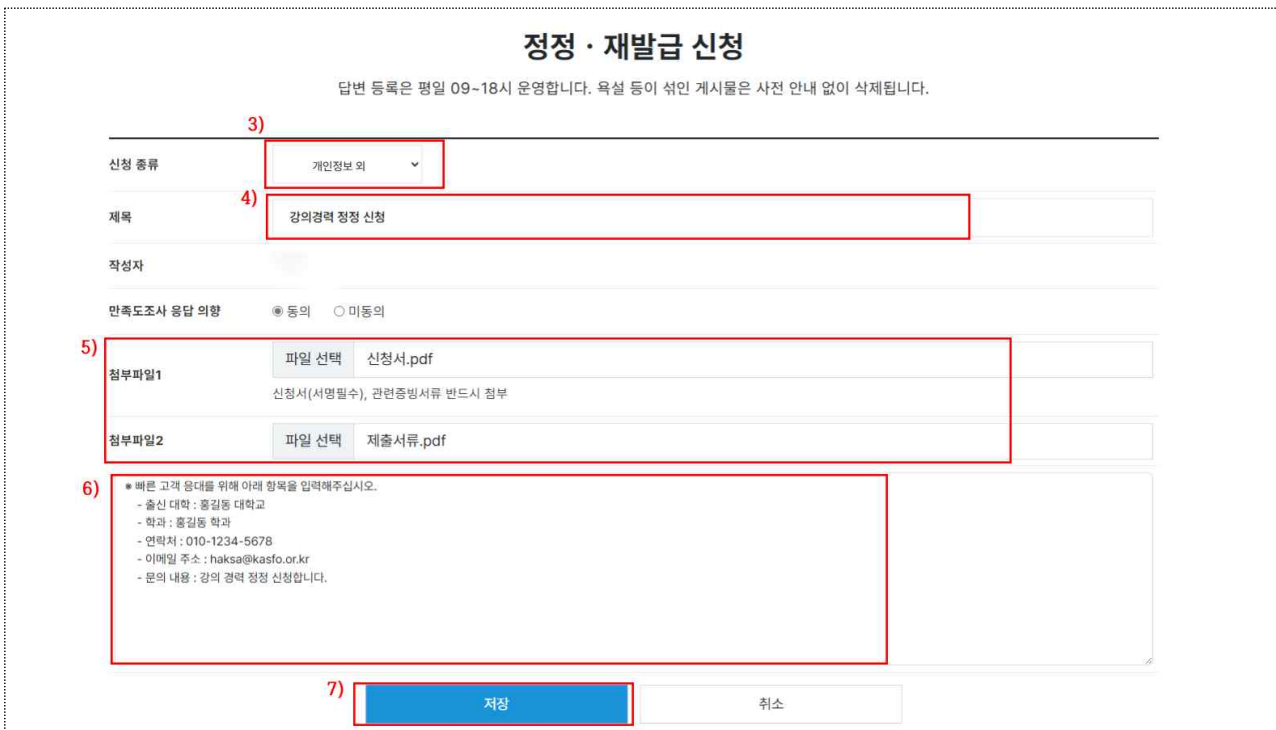 정정 · 재발급 신청
답변 등록은 평일 09~18시 운영합니다. 욕설 등이 섞인 게시물은 사전 안내 없이 삭제됩니다.
3)
신청 종류 개인정보 외
4)
제목 강의경력 정정 신청
작성자
만족도조사 응답 의향 동의 미동의
5)
첨부파일1 파일 선택 신청서.pdf
신청서(서명필수), 관련증빙서류 반드시 첨부
첨부파일2 파일 선택 제출서류.pdf
6)
※ 빠른 고객 응대를 위해 아래 항목을 입력해주십시오.
- 출신 대학 : 홍길동 대학교
- 학과 : 홍길동 학과
- 연락처 : 010-1234-5678
- 이메일 주소 : haksa@kasfo.or.kr
- 문의 내용 : 강의 경력 정정 신청합니다.
7)
저장 취소